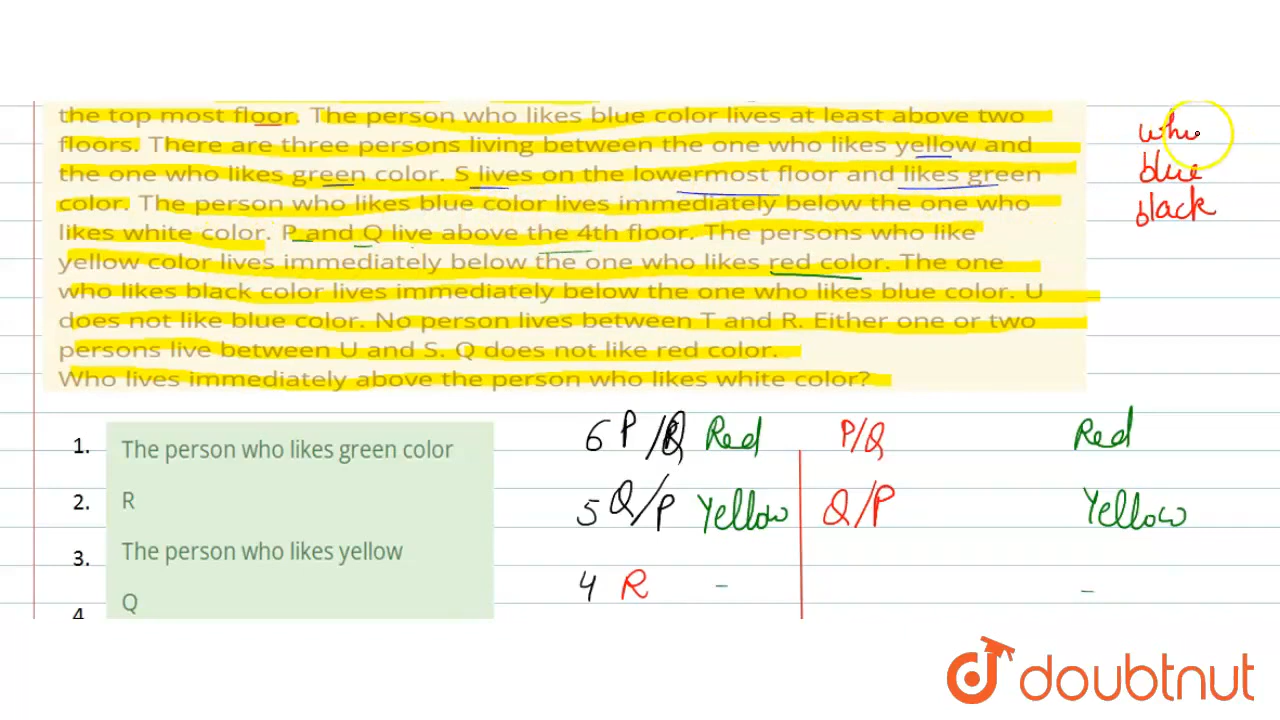 the top most floor. The person who likes blue color lives at least above two
floors. There are three persons living between the one who likes yellow and
the one who likes green color. S lives on the lowermost floor and likes green
color. The person who likes blue color lives immediately below the one who
likes white color. P and Q live above the 4th floor. The persons who like
yellow color lives immediately below the one who likes red color. The one
who likes black color lives immediately below the one who likes blue color. U
does not like blue color. No person lives between T and R. Either one or two
persons live between U and S. Q does not like red color.
Who lives immediately above the person who likes white color?
whi
blue
black
1. The person who likes green color
2. R
3. The person who likes yellow
4. Q
6 P/Q Red P/Q Red
5 Q/P Yellow Q/P Yellow
4 R - -
doubtnut